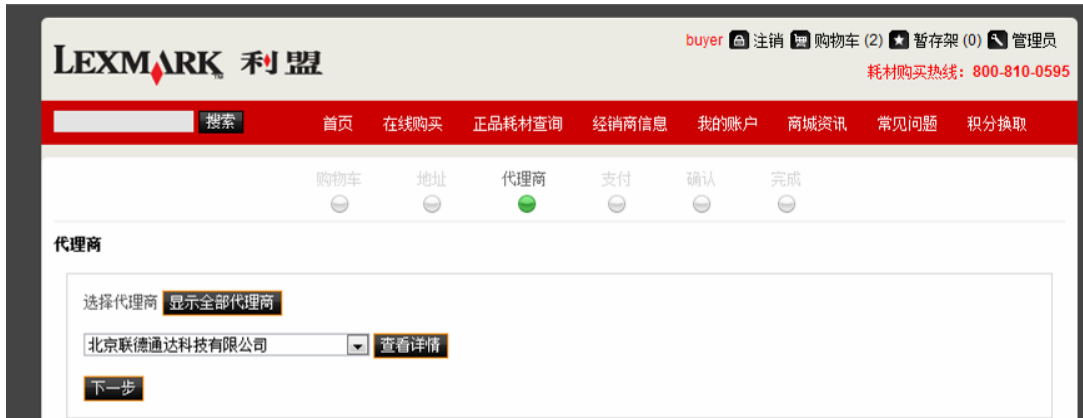 LEXMARK 利盟
buyer 注销 购物车 (2) 暂存架 (0) 管理员
耗材购买热线：800-810-0595
搜索 首页 在线购买 正品耗材查询 经销商信息 我的账户 商城资讯 常见问题 积分换取
购物车 地址 代理商 支付 确认 完成
代理商
选择代理商 显示全部代理商
北京联德通达科技有限公司 查看详情
下一步